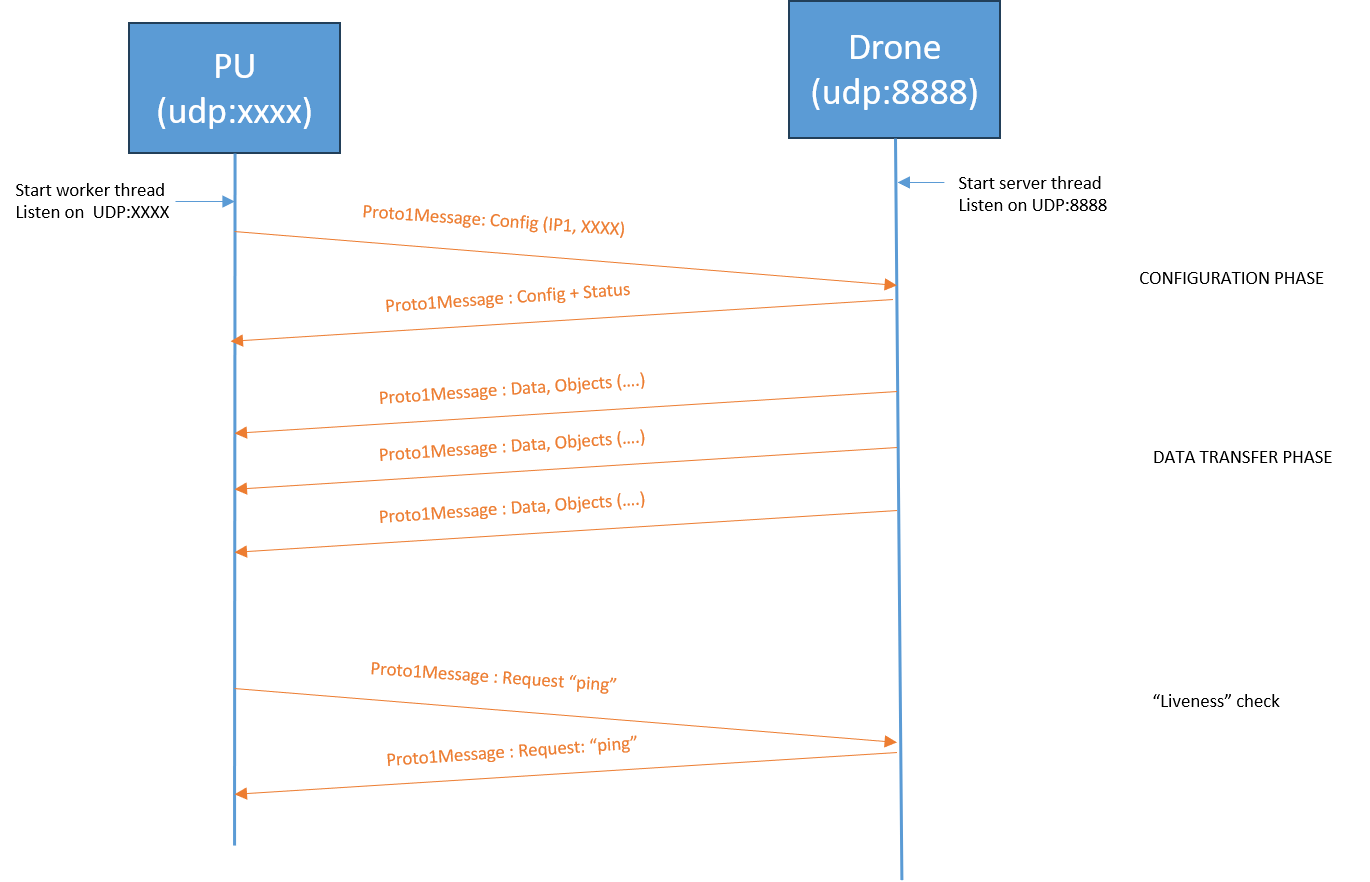 PU
(udp:xxxx)
Drone
(udp:8888)
Start worker thread
Listen on  UDP:XXXX
Start server thread
Listen on UDP:8888
Proto1Message: Config (IP1, XXXX)
CONFIGURATION PHASE
Proto1Message : Config + Status
Proto1Message : Data, Objects (....)
Proto1Message : Data, Objects (....)
DATA TRANSFER PHASE
Proto1Message : Data, Objects (....)
Proto1Message : Request “ping”
“Liveness” check
Proto1Message : Request: “ping”